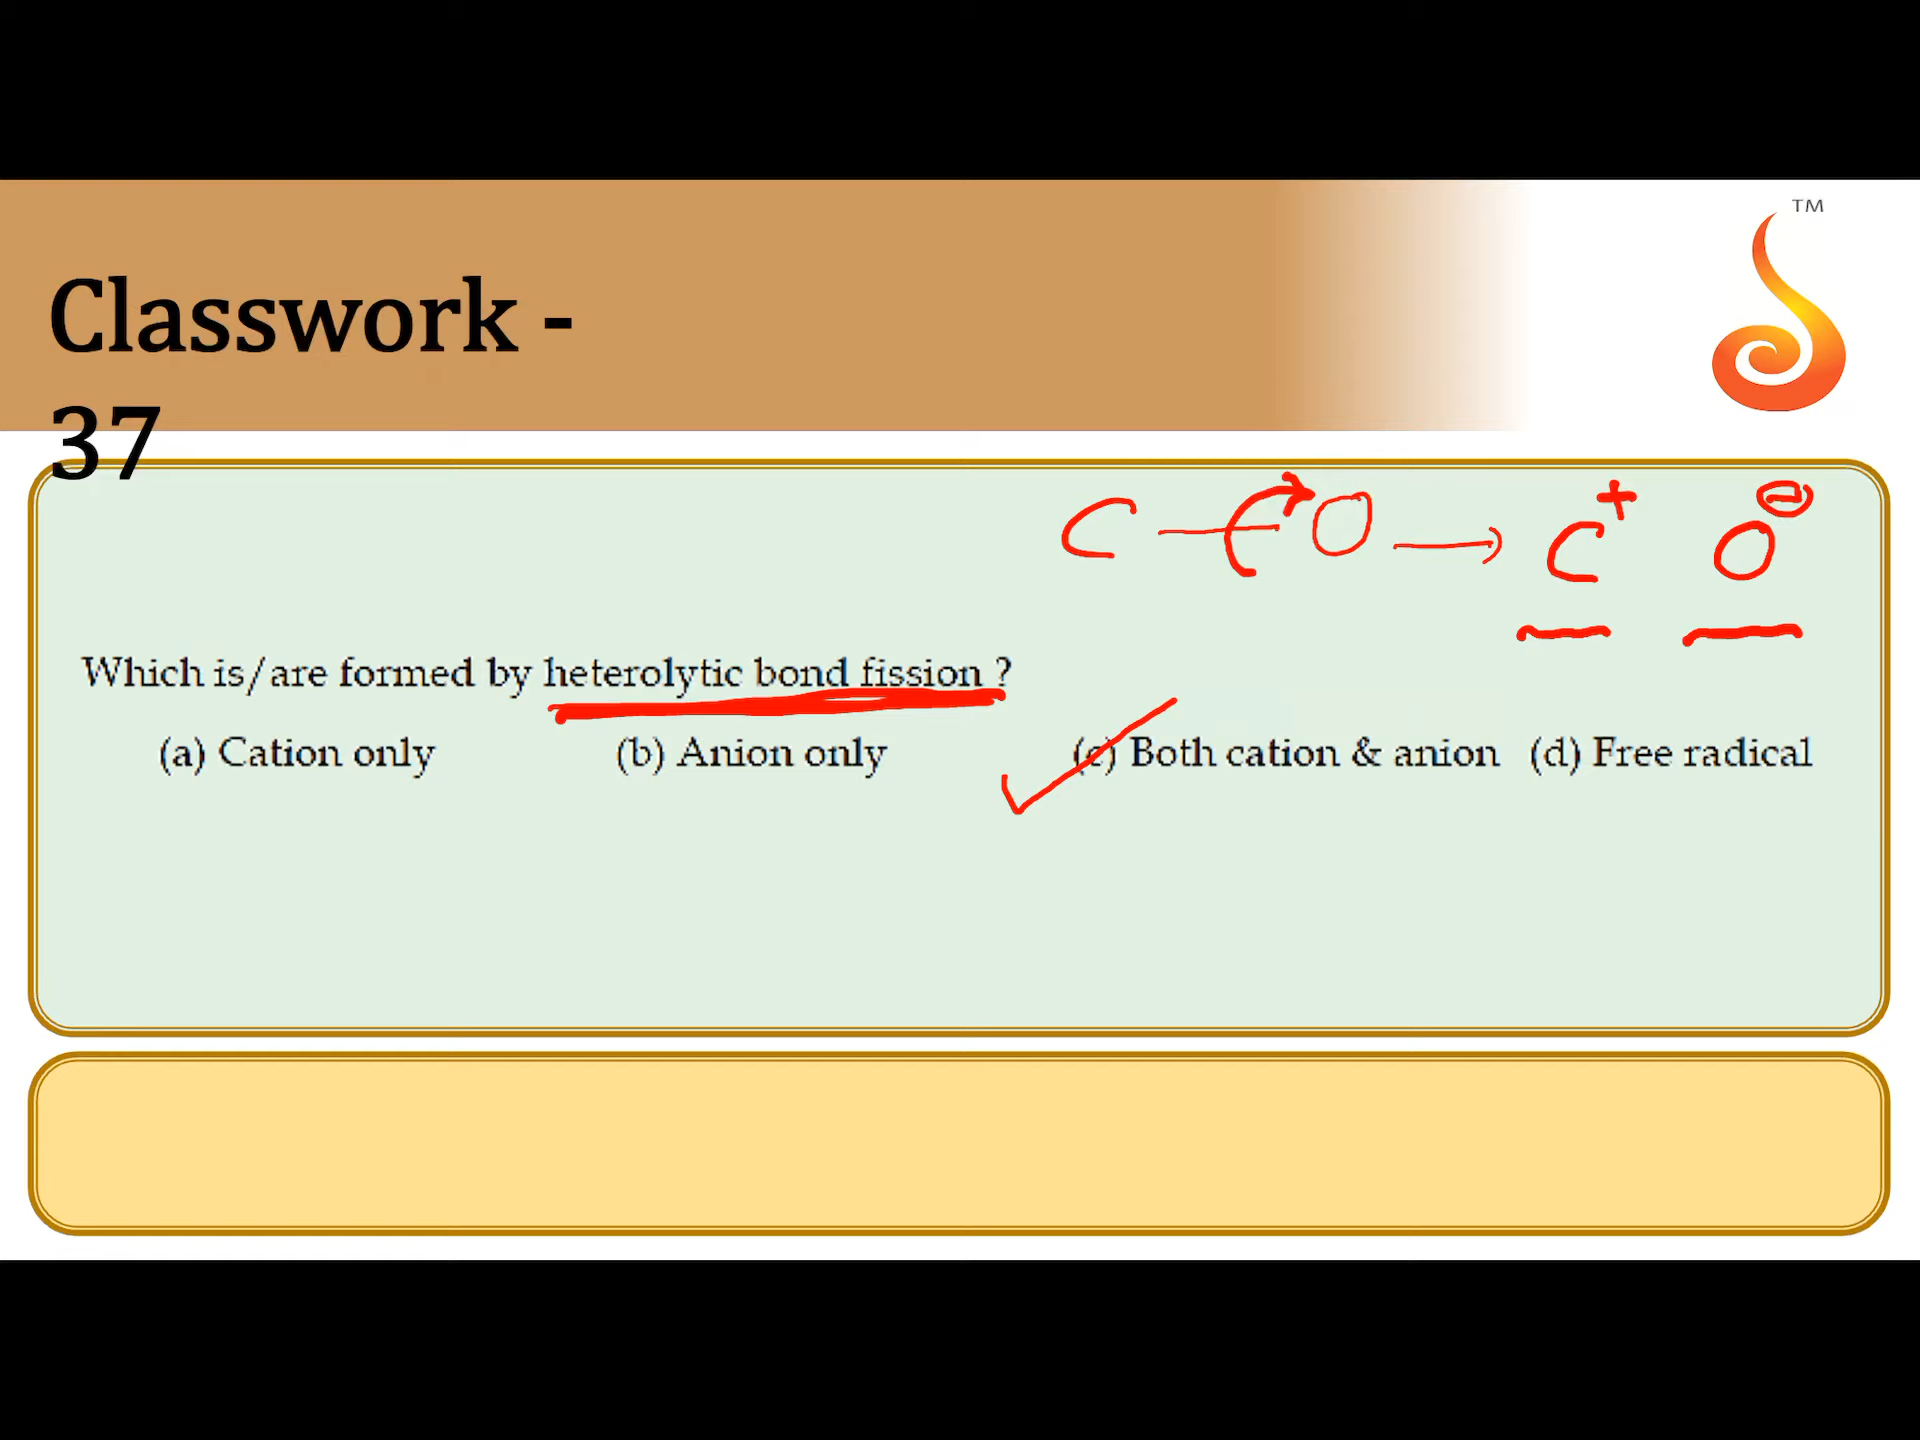 TM
Classwork -
37
C — O → C⁺ O⊖
Which is/are formed by heterolytic bond fission ?
(a) Cation only (b) Anion only (c) Both cation & anion (d) Free radical